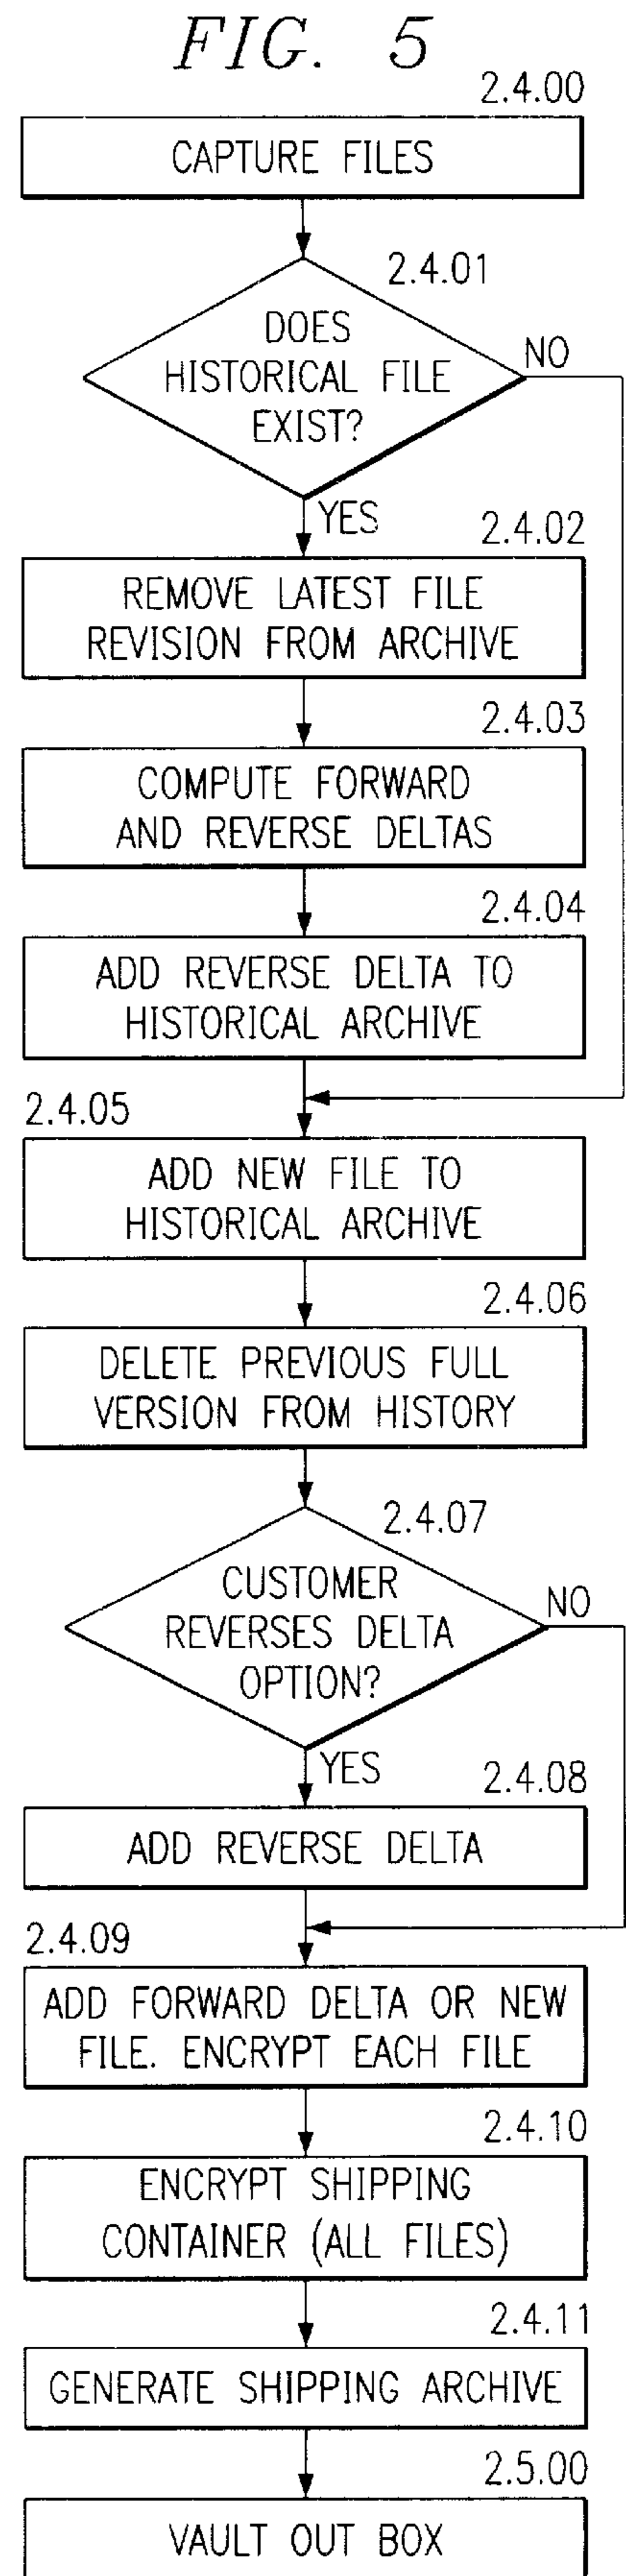 FIG. 5
2.4.00
CAPTURE FILES
2.4.01
DOES
HISTORICAL FILE
EXIST?
NO
YES
2.4.02
REMOVE LATEST FILE
REVISION FROM ARCHIVE
2.4.03
COMPUTE FORWARD
AND REVERSE DELTAS
2.4.04
ADD REVERSE DELTA TO
HISTORICAL ARCHIVE
2.4.05
ADD NEW FILE TO
HISTORICAL ARCHIVE
2.4.06
DELETE PREVIOUS FULL
VERSION FROM HISTORY
2.4.07
CUSTOMER
REVERSES DELTA
OPTION?
NO
YES
2.4.08
ADD REVERSE DELTA
2.4.09
ADD FORWARD DELTA OR NEW
FILE. ENCRYPT EACH FILE
2.4.10
ENCRYPT SHIPPING
CONTAINER (ALL FILES)
2.4.11
GENERATE SHIPPING ARCHIVE
2.5.00
VAULT OUT BOX